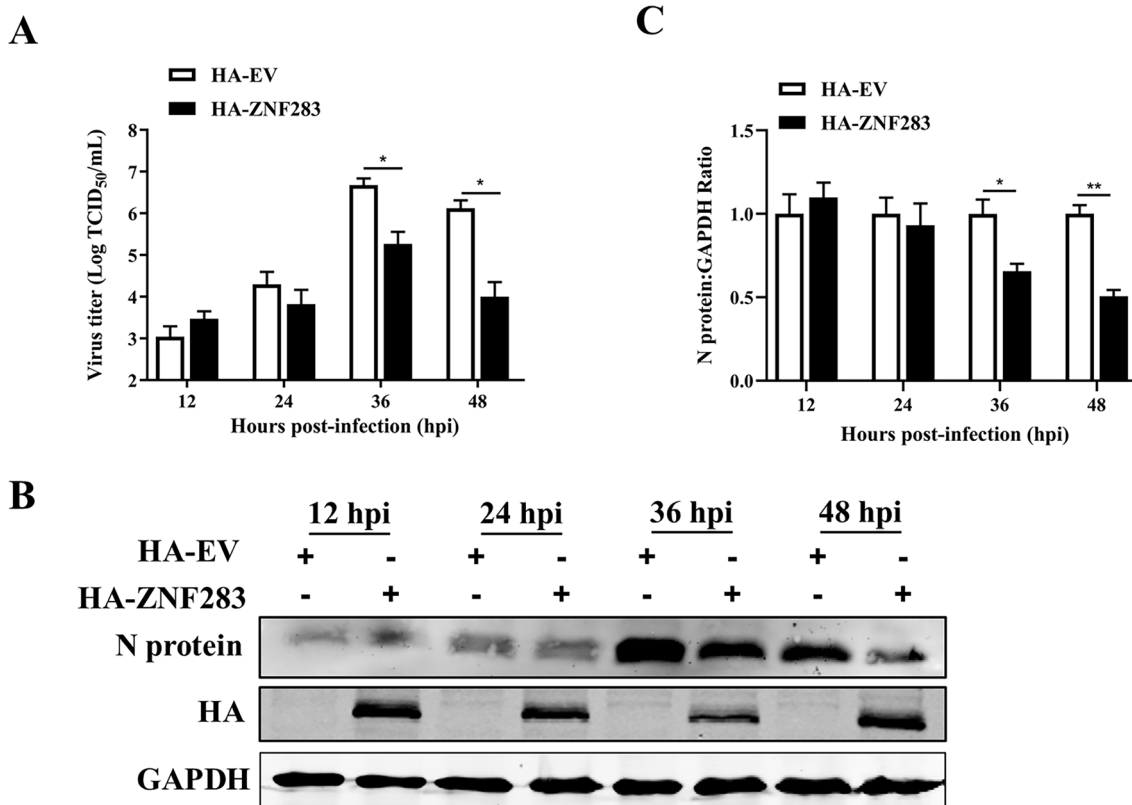 A
HA-EV
HA-ZNF283
Virus titer (Log TCID50/mL)
8
7
6
5
4
3
2
*
*
12 24 36 48
Hours post-infection (hpi)
C
HA-EV
HA-ZNF283
N protein:GAPDH Ratio
1.5
1.0
0.5
0.0
*
**
12 24 36 48
Hours post-infection (hpi)
B
12 hpi 24 hpi 36 hpi 48 hpi
HA-EV + - + - + - + -
HA-ZNF283 - + - + - + - +
N protein
HA
GAPDH